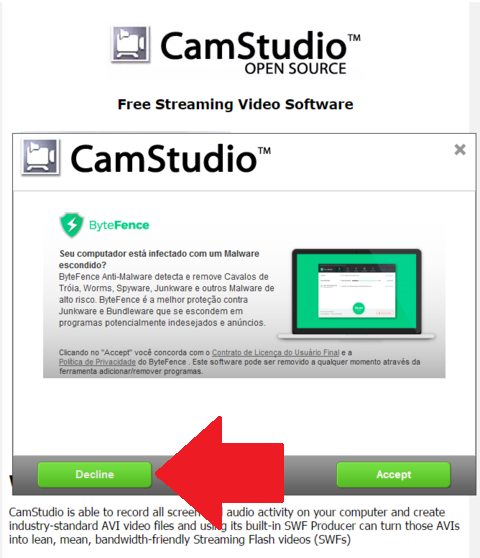 CamStudio™
OPEN SOURCE
Free Streaming Video Software
CamStudio™
ByteFence
Seu computador está infectado com um Malware
escondido?
ByteFence Anti-Malware detecta e remove Cavalos de
Tróia, Worms, Spyware, Junkware e outros Malware de
alto risco. ByteFence é a melhor proteção contra
Junkware e Bundleware que se escondem em
programas potencialmente indesejados e anúncios.
Clicando no "Accept" você concorda com o Contrato de Licença do Usuário Final e a
Política de Privacidade do ByteFence . Este software pode ser removido a qualquer momento através da
ferramenta adicionar/remover programas.
Decline
Accept
CamStudio is able to record all screen audio activity on your computer and create
industry-standard AVI video files and using its built-in SWF Producer can turn those AVIs
into lean, mean, bandwidth-friendly Streaming Flash videos (SWFs)